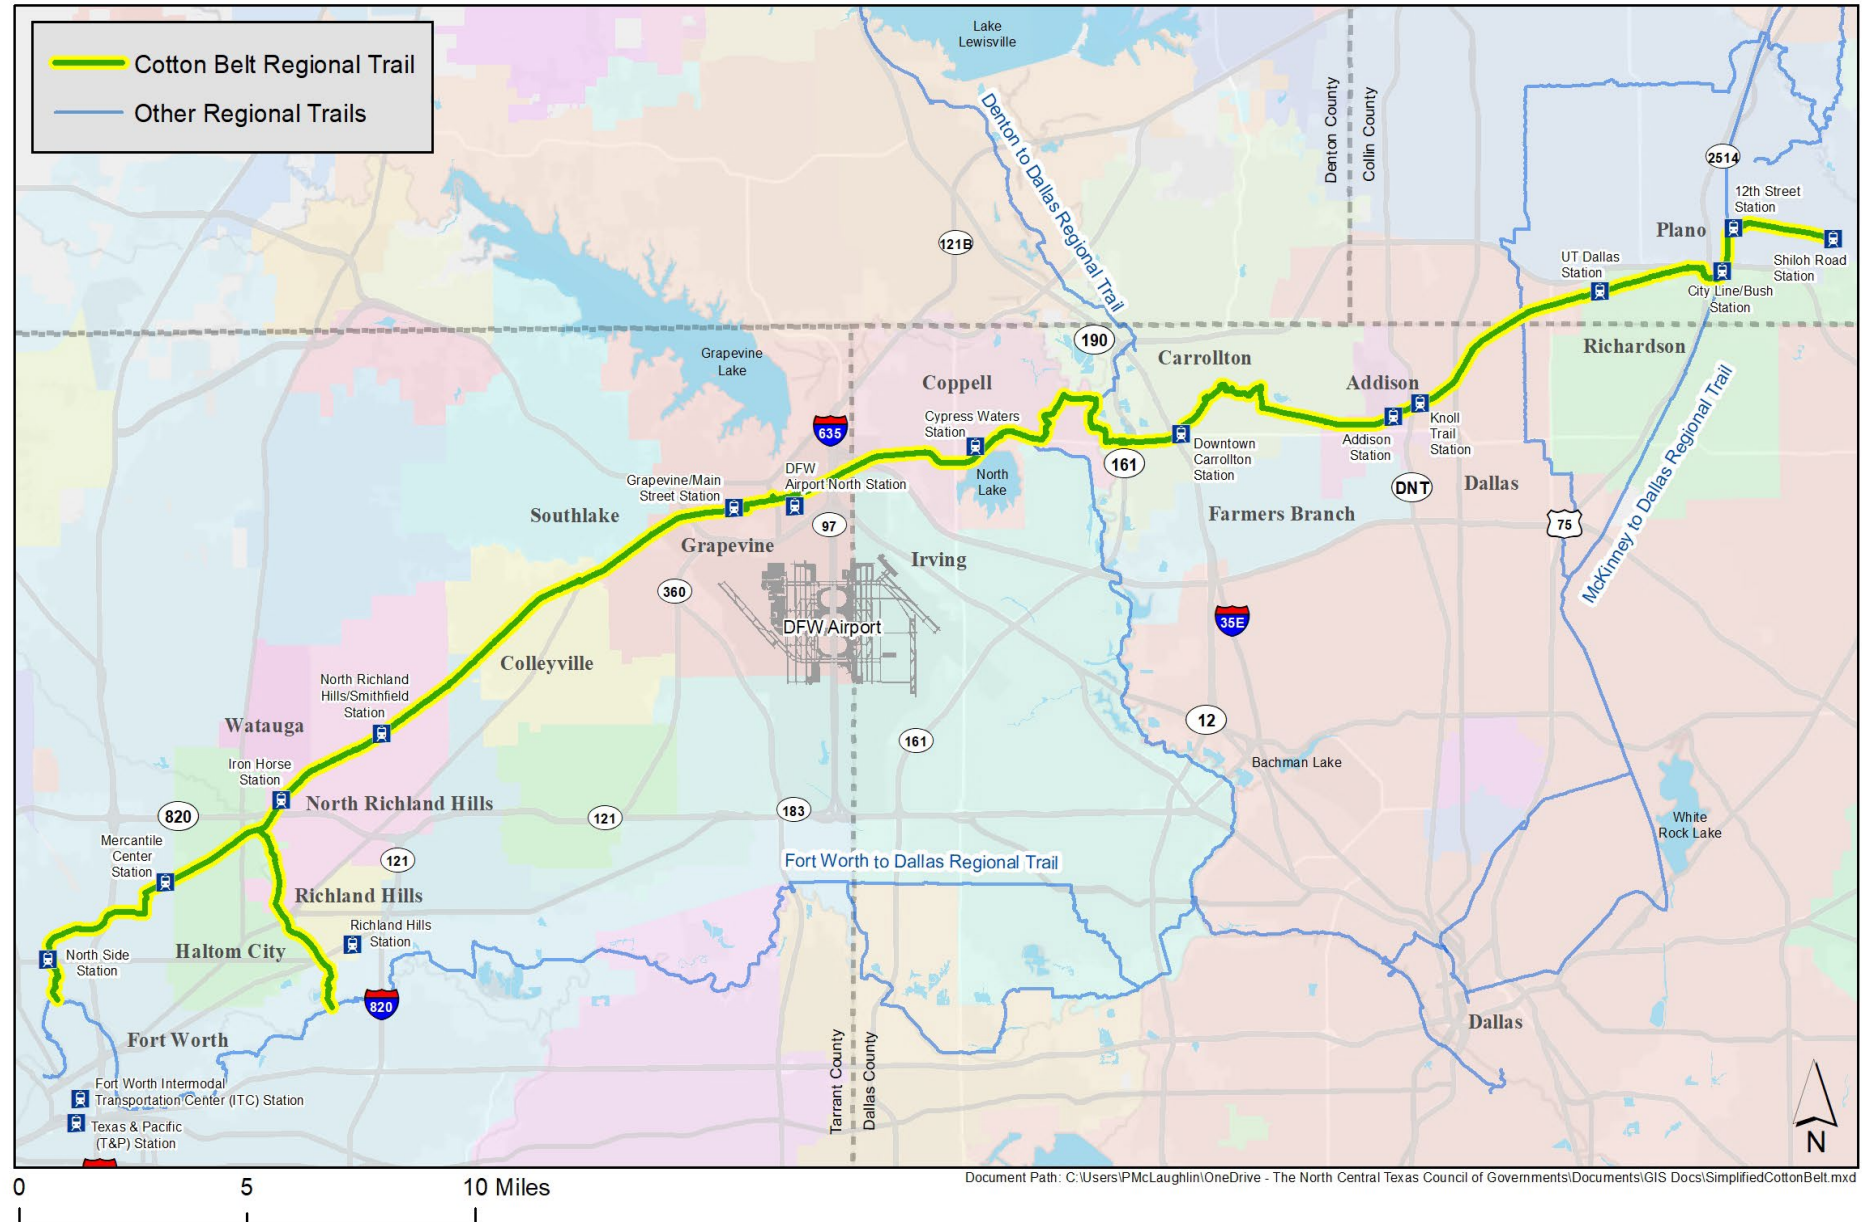 Cotton Belt Regional Trail
Other Regional Trails
Lake
Lewisville
Denton to Dallas Regional Trail
Denton County
Collin County
2514
12th Street
Station
Plano
121B
UT Dallas
Station
Shiloh Road
Station
City Line/Bush
Station
190
Grapevine
Lake
Carrollton
Richardson
Coppell
Addison
Cypress Waters
Station
635
Knoll
Trail
Station
Addison
Station
Downtown
Carrollton
Station
161
McKinney to Dallas Regional Trail
DFW
Airport North Station
Grapevine/Main
Street Station
North
Lake
DNT
Dallas
Southlake
97
Farmers Branch
75
Grapevine
Irving
360
35E
DFW Airport
Colleyville
North Richland
Hills/Smithfield
Station
Watauga
12
161
Iron Horse
Station
Bachman Lake
North Richland Hills
820
121
183
White
Rock Lake
Mercantile
Center
Station
121
Fort Worth to Dallas Regional Trail
Richland Hills
Richland Hills
Station
Haltom City
North Side
Station
820
Dallas
Fort Worth
Tarrant County
Dallas County
Fort Worth Intermodal
Transportation Center (ITC) Station
Texas & Pacific
(T&P) Station
N
Document Path: C:\Users\PMcLaughlin\OneDrive - The North Central Texas Council of Governments\Documents\GIS Docs\SimplifiedCottonBelt.mxd
0 5 10 Miles